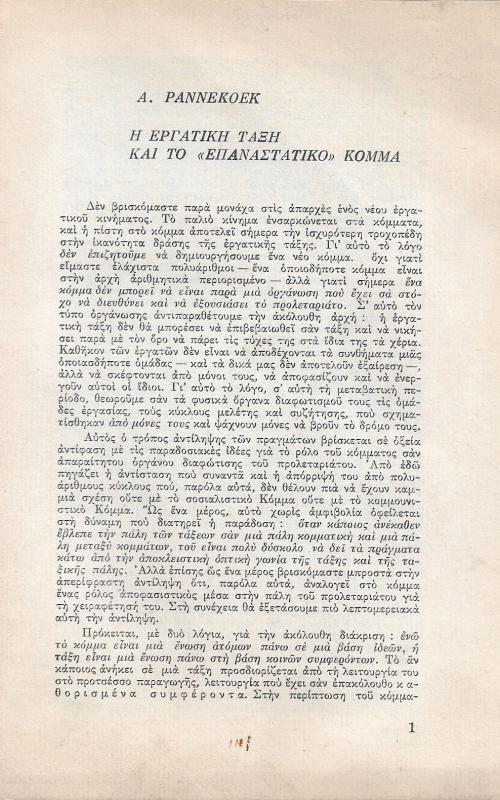 Α. ΡΑΝΝΕΚΟΕΚ
Η ΕΡΓΑΤΙΚΗ ΤΑΞΗ
ΚΑΙ ΤΟ «ΕΠΑΝΑΣΤΑΤΙΚΟ» ΚΟΜΜΑ
Δὲν βρισκόμαστε παρὰ μονάχα στὶς ἀπαρχὲς ἑνὸς νέου ἐργα-
τικοῦ κινήματος. Τὸ παλιὸ κίνημα ἐνσαρκώνεται στὰ κόμματα,
καὶ ἡ πίστη στὸ κόμμα ἀποτελεῖ σήμερα τὴν ἰσχυρότερη τροχοπέδη
στὴν ἱκανότητα δράσης τῆς ἐργατικῆς τάξης. Γι' αὐτὸ τὸ λόγο
δὲν ἐπιζητοῦμε νὰ δημιουργήσουμε ἕνα νέο κόμμα. ὄχι γιατὶ
εἴμαστε ἐλάχιστα πολυάριθμοι — ἕνα ὁποιοδήποτε κόμμα εἶναι
στὴν ἀρχὴ ἀριθμητικὰ περιορισμένο — ἀλλὰ γιατὶ σήμερα ἕνα
κόμμα δὲν μπορεῖ νὰ εἶναι παρὰ μιὰ ὀργάνωση ποὺ ἔχει σὰ στό-
χο νὰ διευθύνει καὶ νὰ ἐξουσιάσει τὸ προλεταριάτο. Σ' αὐτὸ τὸν
τύπο ὀργάνωσης ἀντιπαραθέτουμε τὴν ἀκόλουθη ἀρχή : ἡ ἐργα-
τικὴ τάξη δὲν θὰ μπορέσει νὰ ἐπιβεβαιωθεῖ σὰν τάξη καὶ νὰ νικήσει
παρὰ μὲ τὸν ὅρο νὰ πάρει τὶς τύχες της στὰ ἴδια της τὰ χέρια.
Καθῆκον τῶν ἐργατῶν δὲν εἶναι νὰ ἀποδέχονται τὰ συνθήματα μιᾶς
ὁποιασδήποτε ὁμάδας — καὶ τὰ δικά μας δὲν ἀποτελοῦν ἐξαίρεση —,
ἀλλὰ νὰ σκέφτονται ἀπὸ μόνοι τους, νὰ ἀποφασίζουν καὶ νὰ ἐνερ-
γοῦν αὐτοὶ οἱ ἴδιοι. Γι' αὐτὸ τὸ λόγο, σ' αὐτὴ τὴ μεταβατικὴ πε-
ρίοδο, θεωροῦμε σὰν τὰ φυσικὰ ὄργανα διαφωτισμοῦ τους τὶς ὁμά-
δες ἐργασίας, τοὺς κύκλους μελέτης καὶ συζήτησης, ποὺ σχημα-
τίσθηκαν ἀπὸ μόνες τους καὶ ψάχνουν μόνες νὰ βροῦν τὸ δρόμο τους.
Αὐτὸς ὁ τρόπος ἀντίληψης τῶν πραγμάτων βρίσκεται σὲ ὀξεία
ἀντίφαση μὲ τὶς παραδοσιακὲς ἰδέες γιὰ τὸ ρόλο τοῦ κόμματος σὰν
ἀπαραίτητου ὀργάνου διαφώτισης τοῦ προλεταριάτου. Ἀπὸ ἐδῶ
πηγάζει ἡ ἀντίσταση ποὺ συναντᾶ καὶ ἡ ἀπόρριψή του ἀπὸ πολυ-
άριθμους κύκλους πού, παρόλα αὐτά, δὲν θέλουν πιὰ νὰ ἔχουν καμ-
μιὰ σχέση οὔτε μὲ τὸ σοσιαλιστικὸ Κόμμα οὔτε μὲ τὸ κομμουνι-
στικὸ Κόμμα. Ὣς ἕνα μέρος, αὐτὸ χωρὶς ἀμφιβολία ὀφείλεται
στὴ δύναμη ποὺ διατηρεῖ ἡ παράδοση : ὅταν κάποιος ἀνέκαθεν
ἔβλεπε τὴν πάλη τῶν τάξεων σὰν μιὰ πάλη κομματικὴ καὶ μιὰ πά-
λη μεταξὺ κομμάτων, τοῦ εἶναι πολὺ δύσκολο νὰ δεῖ τὰ πράγματα
κάτω ἀπὸ τὴν ἀποκλειστικὴ ὀπτικὴ γωνία τῆς τάξης καὶ τῆς τα-
ξικῆς πάλης. Ἀλλὰ ἐπίσης ὣς ἕνα μέρος βρισκόμαστε μπροστὰ στὴν
ἀπερίφραστη ἀντίληψη ὅτι, παρόλα αὐτά, ἀναλογεῖ στὸ κόμμα
ἕνας ρόλος ἀποφασιστικὸς μέσα στὴν πάλη τοῦ προλεταριάτου γιὰ
τὴ χειραφέτησή του. Στὴ συνέχεια θὰ ἐξετάσουμε πιὸ λεπτομερειακὰ
αὐτὴ τὴν ἀντίληψη.
Πρόκειται, μὲ δυὸ λόγια, γιὰ τὴν ἀκόλουθη διάκριση : ἐνῶ
τὸ κόμμα εἶναι μιὰ ἕνωση ἀτόμων πάνω σὲ μιὰ βάση ἰδεῶν, ἡ
τάξη εἶναι μιὰ ἕνωση πάνω στὴ βάση κοινῶν συμφερόντων. Τὸ ἂν
κάποιος ἀνήκει σὲ μιὰ τάξη προσδιορίζεται ἀπὸ τὴ λειτουργία του
στὸ προτσέσσο παραγωγῆς, λειτουργία ποὺ ἔχει σὰν ἐπακόλουθο κα-
θορισμένα συμφέροντα. Στὴν περίπτωση τοῦ κόμμα-
1